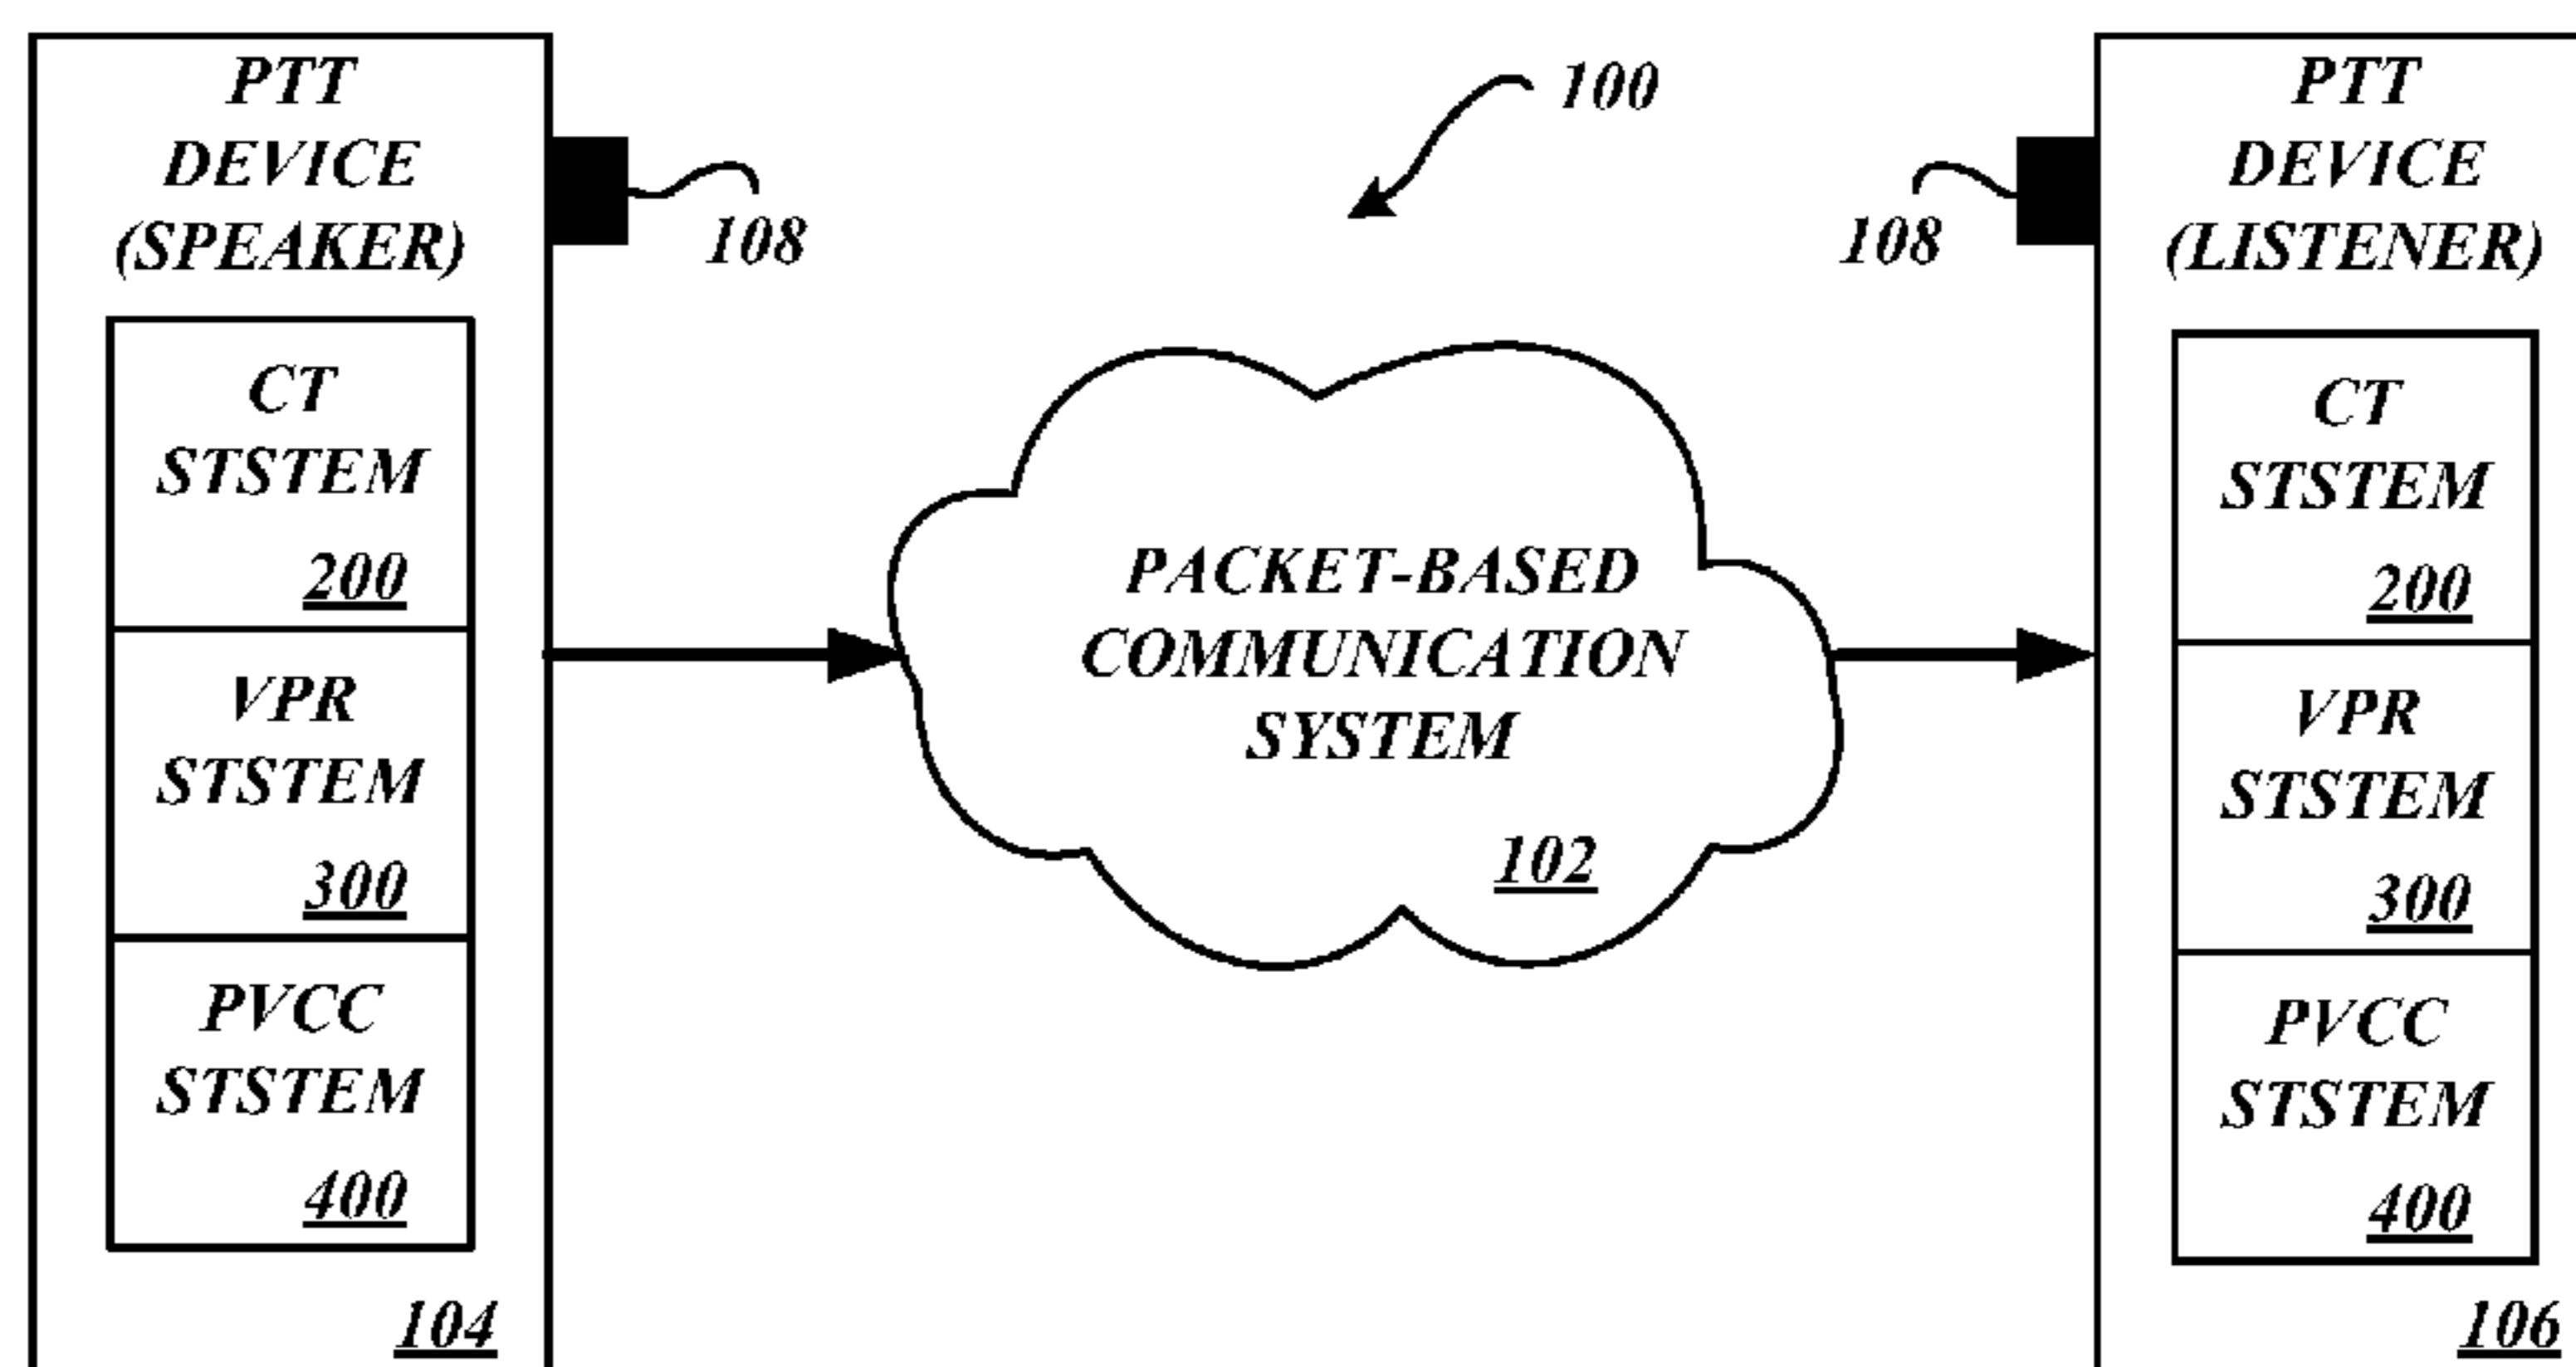 PTT
DEVICE
(SPEAKER)
CT
STSTEM
200
VPR
STSTEM
300
PVCC
STSTEM
400
104
108
100
PACKET-BASED
COMMUNICATION
SYSTEM
102
108
PTT
DEVICE
(LISTENER)
CT
STSTEM
200
VPR
STSTEM
300
PVCC
STSTEM
400
106